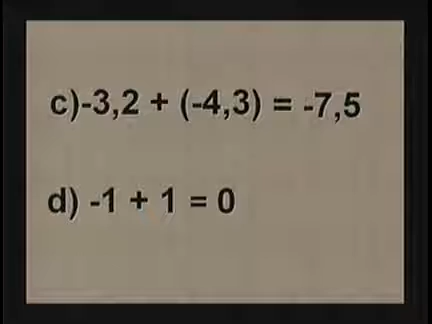 c)-3,2 + (-4,3) = -7,5
d) -1 + 1 = 0